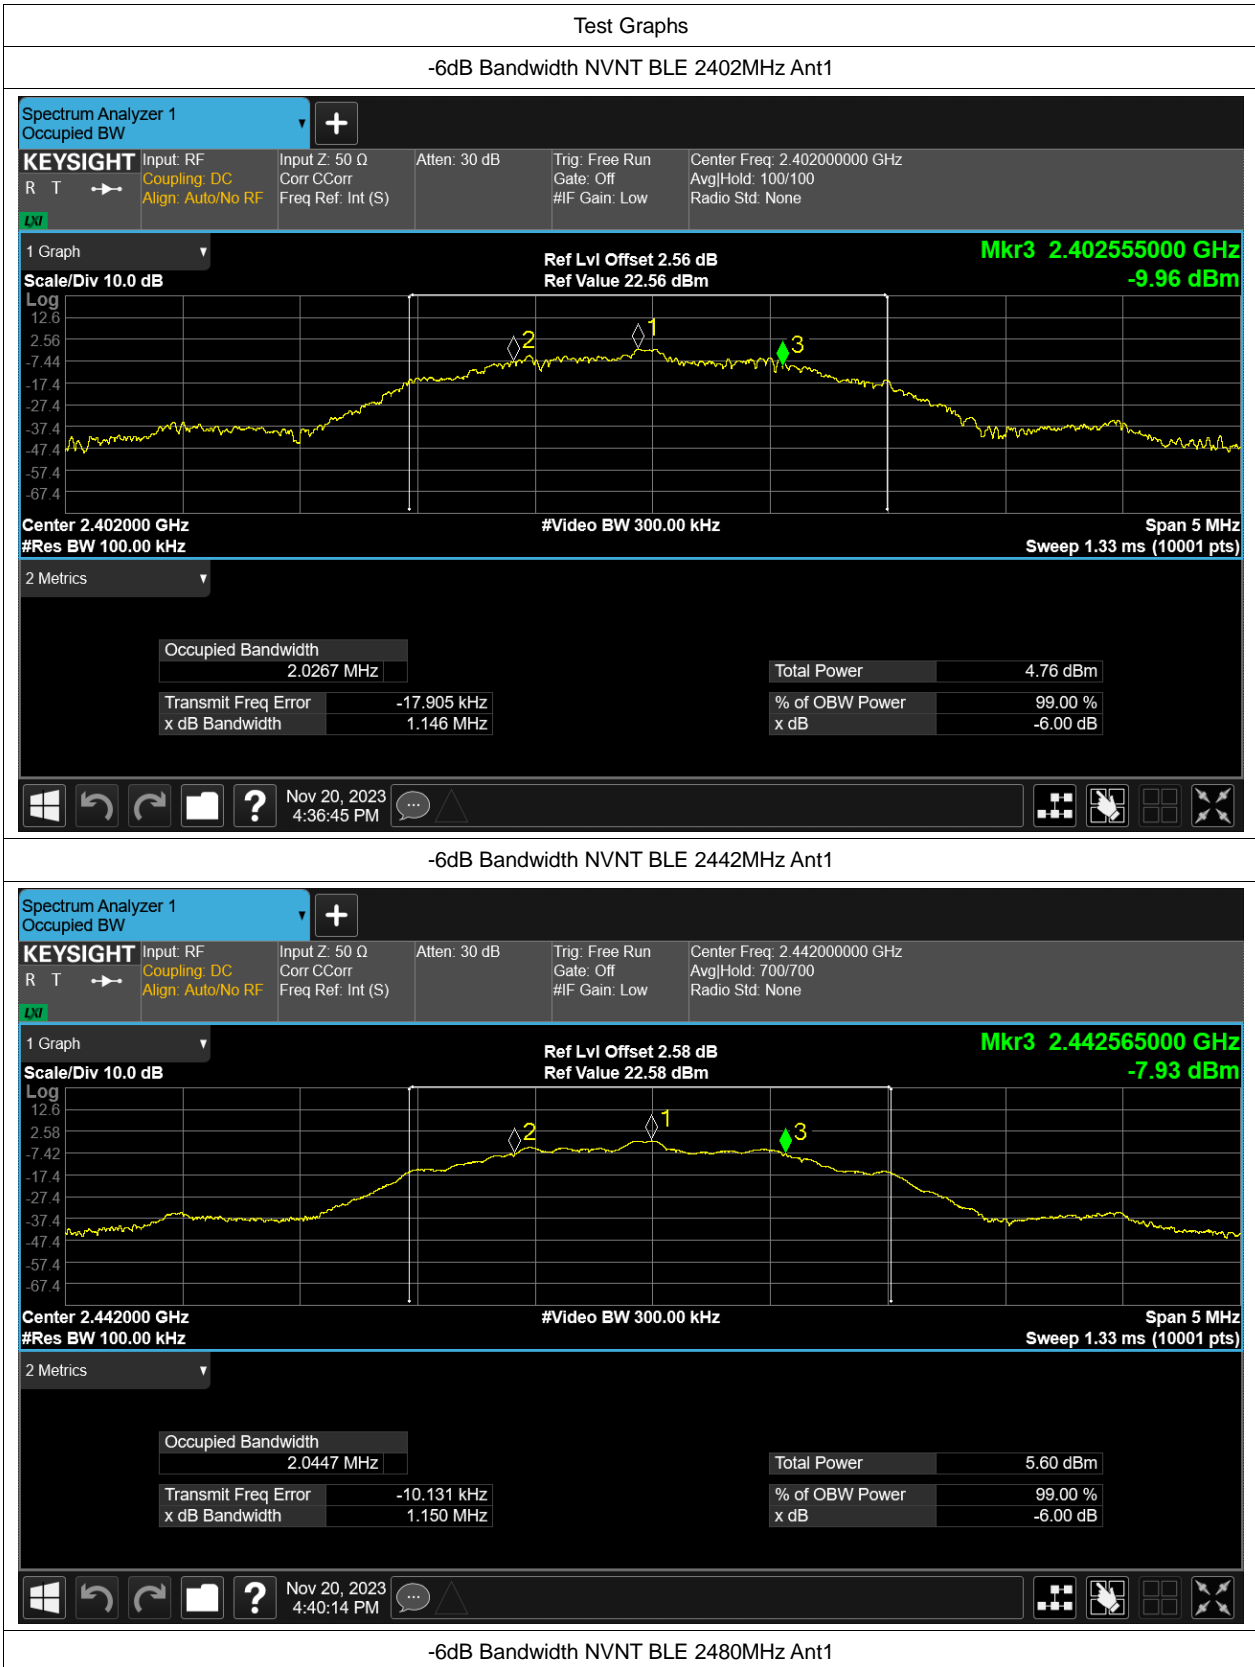 Test Graphs
-6dB Bandwidth NVNT BLE 2402MHz Ant1
Spectrum Analyzer 1
Occupied BW
KEYSIGHT Input: RF Input Z: 50 Ω Atten: 30 dB Trig: Free Run Center Freq: 2.402000000 GHz
R T Coupling: DC Corr CCorr Gate: Off Avg|Hold: 100/100
Align: Auto/No RF Freq Ref: Int (S) #IF Gain: Low Radio Std: None
LXI
1 Graph Ref Lvl Offset 2.56 dB Mkr3 2.402555000 GHz
Scale/Div 10.0 dB Ref Value 22.56 dBm -9.96 dBm
Log
12.6
2.56
-7.44
-17.4
-27.4
-37.4
-47.4
-57.4
-67.4
2 1 3
Center 2.402000 GHz #Video BW 300.00 kHz Span 5 MHz
#Res BW 100.00 kHz Sweep 1.33 ms (10001 pts)
2 Metrics
Occupied Bandwidth
2.0267 MHz Total Power 4.76 dBm
Transmit Freq Error -17.905 kHz % of OBW Power 99.00 %
x dB Bandwidth 1.146 MHz x dB -6.00 dB
? Nov 20, 2023
4:36:45 PM
-6dB Bandwidth NVNT BLE 2442MHz Ant1
Spectrum Analyzer 1
Occupied BW
KEYSIGHT Input: RF Input Z: 50 Ω Atten: 30 dB Trig: Free Run Center Freq: 2.442000000 GHz
R T Coupling: DC Corr CCorr Gate: Off Avg|Hold: 700/700
Align: Auto/No RF Freq Ref: Int (S) #IF Gain: Low Radio Std: None
LXI
1 Graph Ref Lvl Offset 2.58 dB Mkr3 2.442565000 GHz
Scale/Div 10.0 dB Ref Value 22.58 dBm -7.93 dBm
Log
12.6
2.58
-7.42
-17.4
-27.4
-37.4
-47.4
-57.4
-67.4
2 1 3
Center 2.442000 GHz #Video BW 300.00 kHz Span 5 MHz
#Res BW 100.00 kHz Sweep 1.33 ms (10001 pts)
2 Metrics
Occupied Bandwidth
2.0447 MHz Total Power 5.60 dBm
Transmit Freq Error -10.131 kHz % of OBW Power 99.00 %
x dB Bandwidth 1.150 MHz x dB -6.00 dB
? Nov 20, 2023
4:40:14 PM
-6dB Bandwidth NVNT BLE 2480MHz Ant1